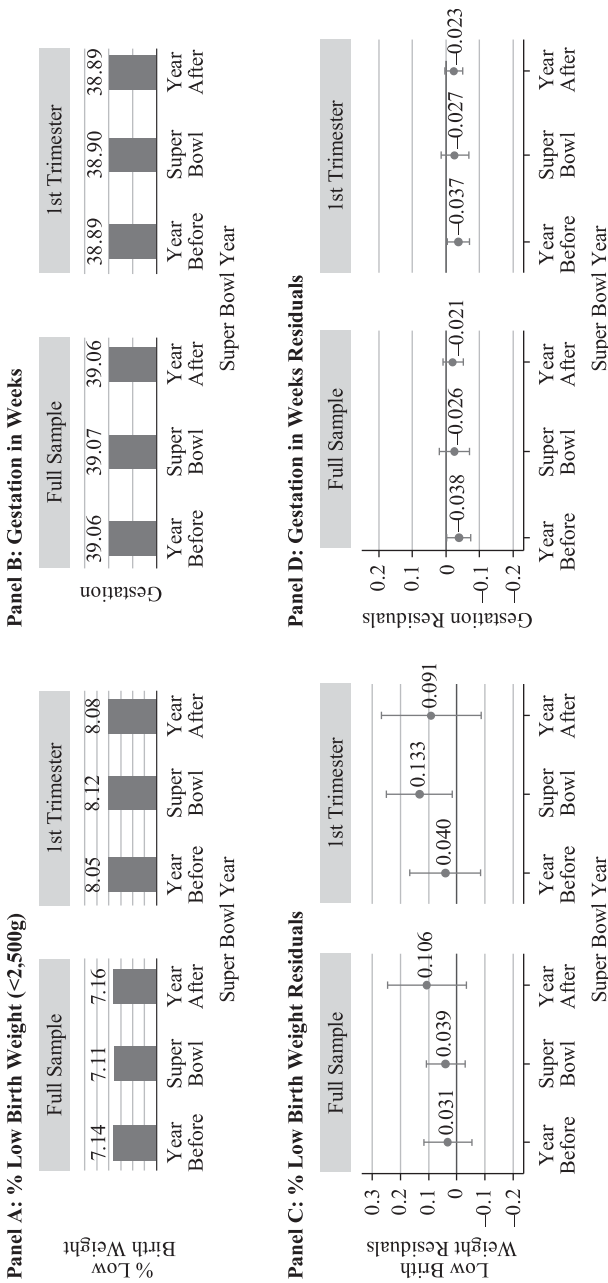 Panel A: % Low Birth Weight (<2,500g)
% Low
Birth Weight
Full Sample
7.14
7.11
7.16
Year
Before
Super
Bowl
Year
After
1st Trimester
8.05
8.12
8.08
Year
Before
Super
Bowl
Year
After
Super Bowl Year
Panel B: Gestation in Weeks
Gestation
Full Sample
39.06
39.07
39.06
Year
Before
Super
Bowl
Year
After
1st Trimester
38.89
38.90
38.89
Year
Before
Super
Bowl
Year
After
Super Bowl Year
Panel C: % Low Birth Weight Residuals
Low Brith
Weight Residuals
0.3
0.2
0.1
0
−0.1
−0.2
Full Sample
0.031
0.039
0.106
Year
Before
Super
Bowl
Year
After
1st Trimester
0.040
0.133
0.091
Year
Before
Super
Bowl
Year
After
Super Bowl Year
Panel D: Gestation in Weeks Residuals
Gestation Residuals
0.2
0.1
0
−0.1
−0.2
Full Sample
−0.038
−0.026
−0.021
Year
Before
Super
Bowl
Year
After
1st Trimester
−0.037
−0.027
−0.023
Year
Before
Super
Bowl
Year
After
Super Bowl Year